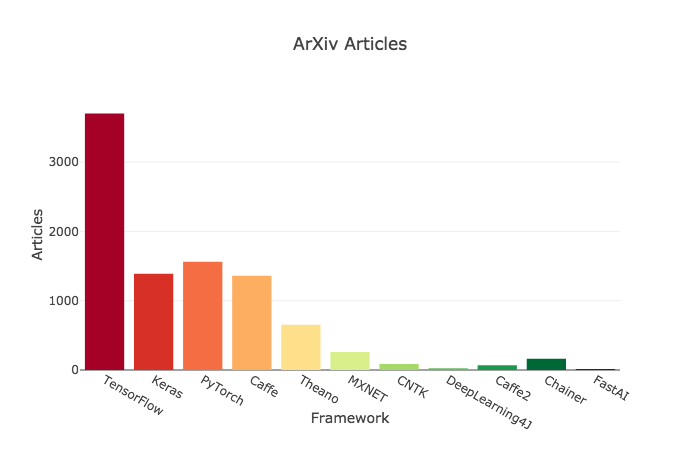 ArXiv Articles
Articles
3000
2000
1000
0
TensorFlow
Keras
PyTorch
Caffe
Theano
MXNET
CNTK
DeepLearning4J
Caffe2
Chainer
FastAI
Framework